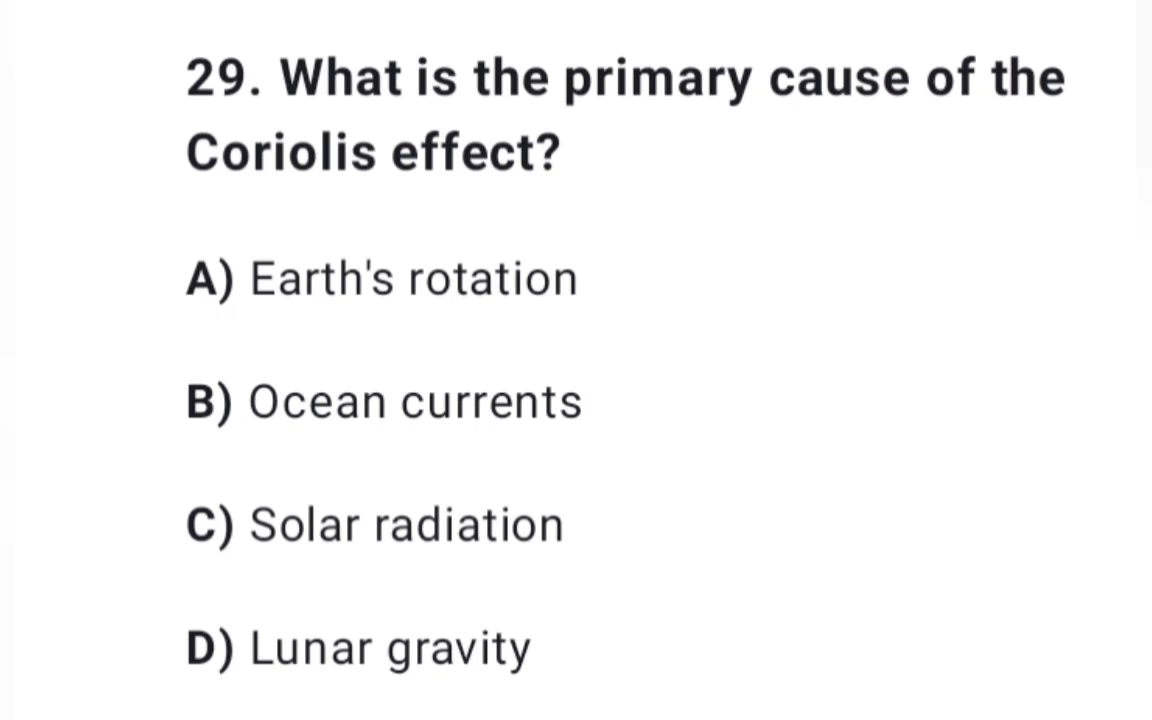 29. What is the primary cause of the
Coriolis effect?
A) Earth's rotation
B) Ocean currents
C) Solar radiation
D) Lunar gravity